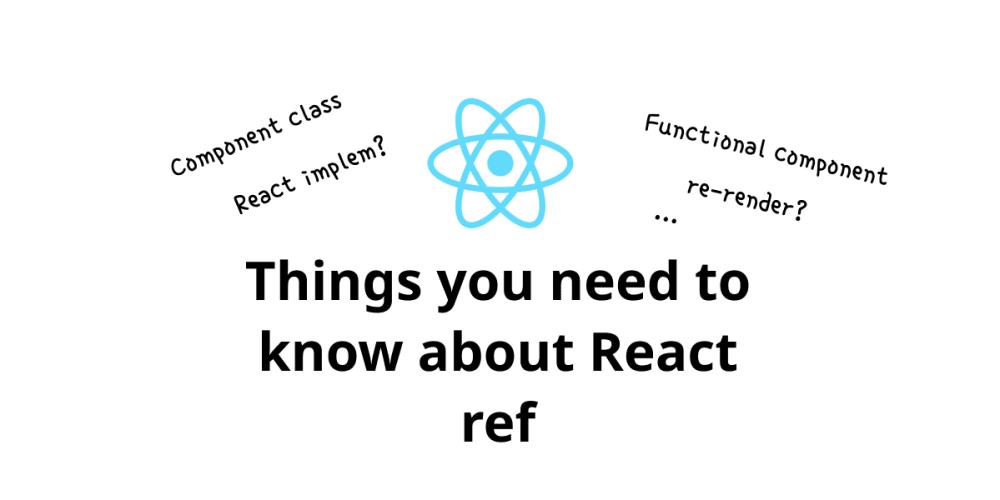 Component class
React implem?
Functional component
re-render?
...
Things you need to
know about React
ref